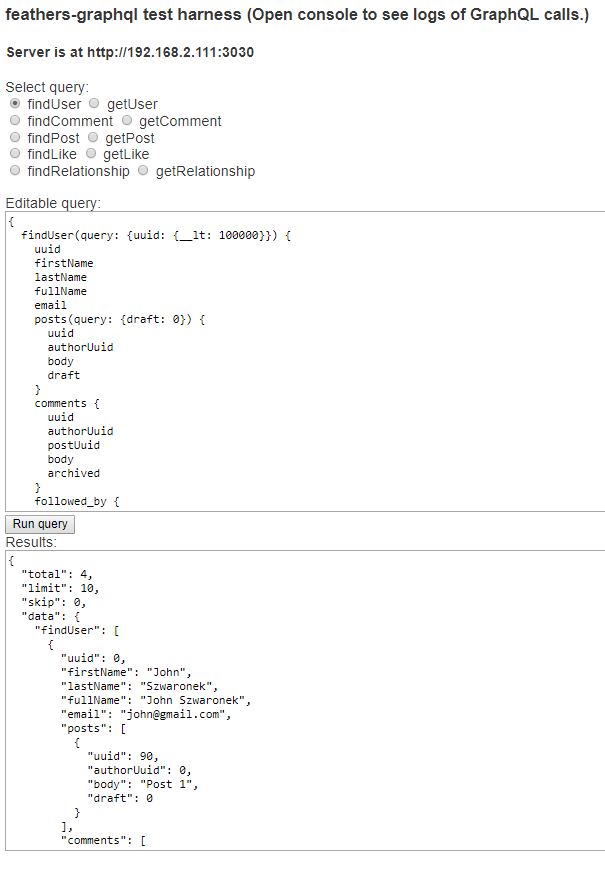 feathers-graphql test harness (Open console to see logs of GraphQL calls.)
Server is at http://192.168.2.111:3030
Select query:
findUser getUser
findComment getComment
findPost getPost
findLike getLike
findRelationship getRelationship
Editable query:
{
  findUser(query: {uuid: {__lt: 100000}}) {
    uuid
    firstName
    lastName
    fullName
    email
    posts(query: {draft: 0}) {
      uuid
      authorUuid
      body
      draft
    }
    comments {
      uuid
      authorUuid
      postUuid
      body
      archived
    }
    followed_by {
Run query
Results:
{
  "total": 4,
  "limit": 10,
  "skip": 0,
  "data": {
    "findUser": [
      {
        "uuid": 0,
        "firstName": "John",
        "lastName": "Szwaronek",
        "fullName": "John Szwaronek",
        "email": "john@gmail.com",
        "posts": [
          {
            "uuid": 90,
            "authorUuid": 0,
            "body": "Post 1",
            "draft": 0
          }
        ],
        "comments": [